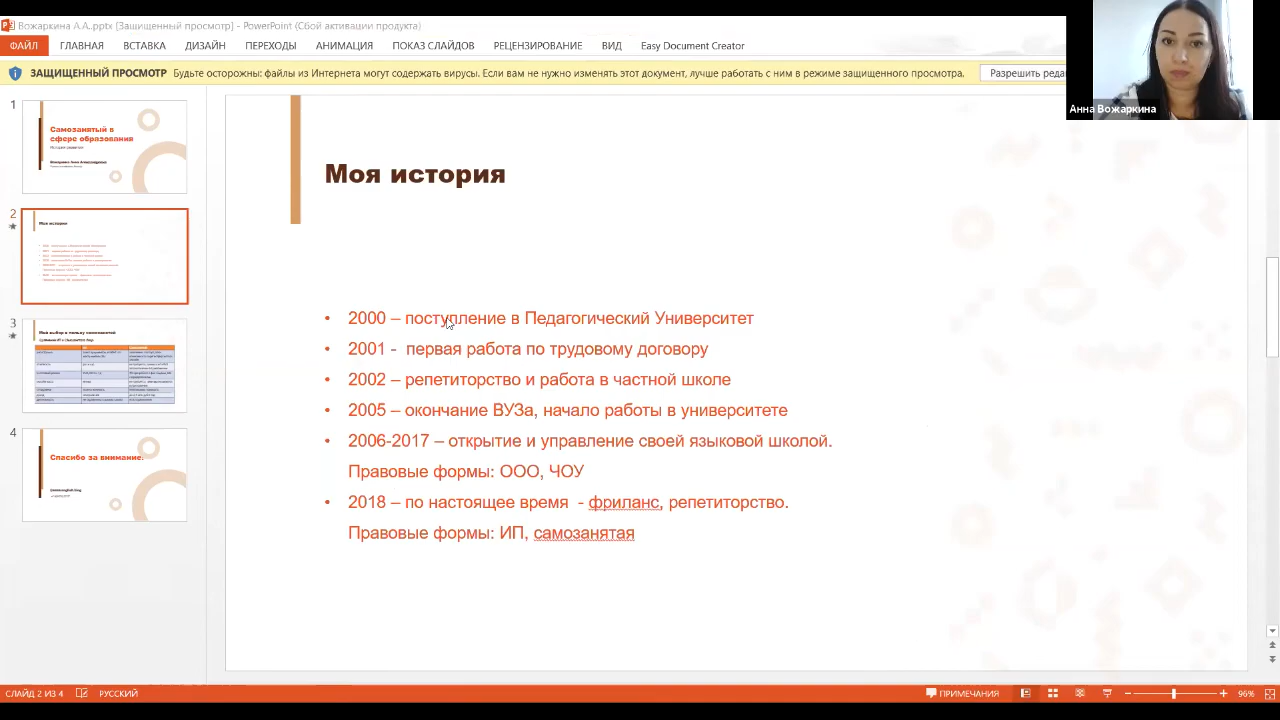 Вожаркина А.А..pptx [Защищенный просмотр] - PowerPoint (Сбой активации продукта)
ФАЙЛ ГЛАВНАЯ ВСТАВКА ДИЗАЙН ПЕРЕХОДЫ АНИМАЦИЯ ПОКАЗ СЛАЙДОВ РЕЦЕНЗИРОВАНИЕ ВИД Easy Document Creator
ЗАЩИЩЕННЫЙ ПРОСМОТР Будьте осторожны: файлы из Интернета могут содержать вирусы. Если вам не нужно изменять этот документ, лучше работать с ним в режиме защищенного просмотра. Разрешить реда
Анна Вожаркина
1
Самозанятый в
сфере образования
2
Моя история
3
4
Спасибо за внимание.
Моя история
• 2000 – поступление в Педагогический Университет
• 2001 - первая работа по трудовому договору
• 2002 – репетиторство и работа в частной школе
• 2005 – окончание ВУЗа, начало работы в университете
• 2006-2017 – открытие и управление своей языковой школой.
Правовые формы: ООО, ЧОУ
• 2018 – по настоящее время - фриланс, репетиторство.
Правовые формы: ИП, самозанятая
СЛАЙД 2 ИЗ 4 РУССКИЙ ПРИМЕЧАНИЯ 96%